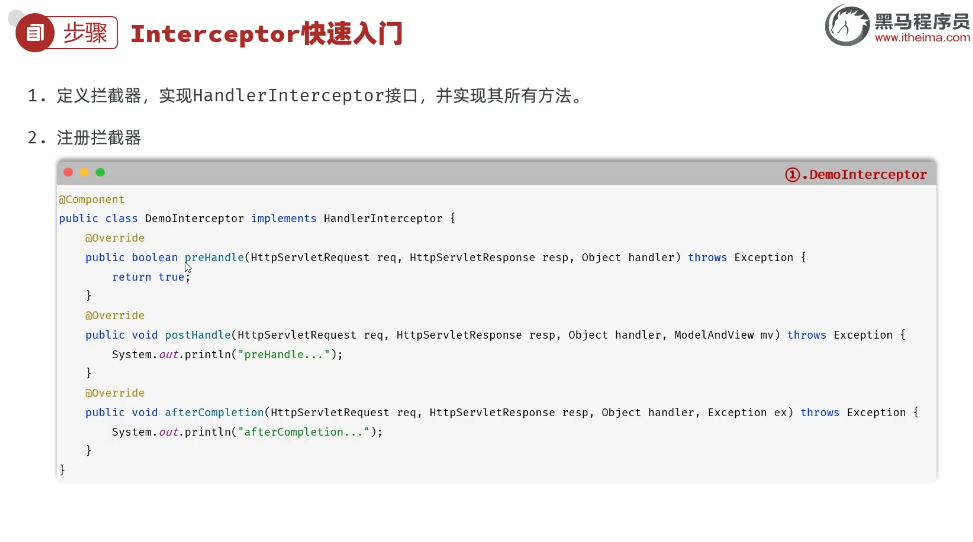 步骤
Interceptor快速入门
黑马程序员
www.itheima.com
1. 定义拦截器，实现HandlerInterceptor接口，并实现其所有方法。
2. 注册拦截器
①.DemoInterceptor
@Component
public class DemoInterceptor implements HandlerInterceptor {
@Override
public boolean preHandle(HttpServletRequest req, HttpServletResponse resp, Object handler) throws Exception {
return true;
}
@Override
public void postHandle(HttpServletRequest req, HttpServletResponse resp, Object handler, ModelAndView mv) throws Exception {
System.out.println("preHandle...");
}
@Override
public void afterCompletion(HttpServletRequest req, HttpServletResponse resp, Object handler, Exception ex) throws Exception {
System.out.println("afterCompletion...");
}
}